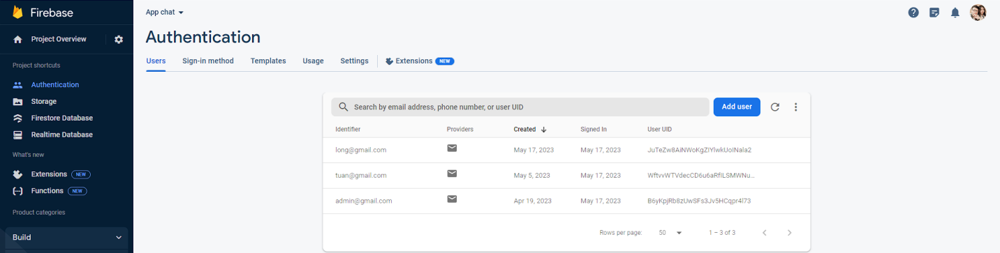 Firebase
App chat
Project Overview
Authentication
Users Sign-in method Templates Usage Settings Extensions NEW
Project shortcuts
Authentication
Storage
Firestore Database
Realtime Database
What's new
Extensions NEW
Functions NEW
Product categories
Build
Search by email address, phone number, or user UID
Add user
Identifier Providers Created Signed In User UID
long@gmail.com May 17, 2023 May 17, 2023 JuTeZw8AiNWoKgZIYlwkUoINala2
tuan@gmail.com May 5, 2023 May 17, 2023 WftvvWTVdecCD6u6aRfILSMWNu...
admin@gmail.com Apr 19, 2023 May 17, 2023 B6yKpjRb8zUwSFs3Jv5HCqpr4l73
Rows per page: 50 1 – 3 of 3